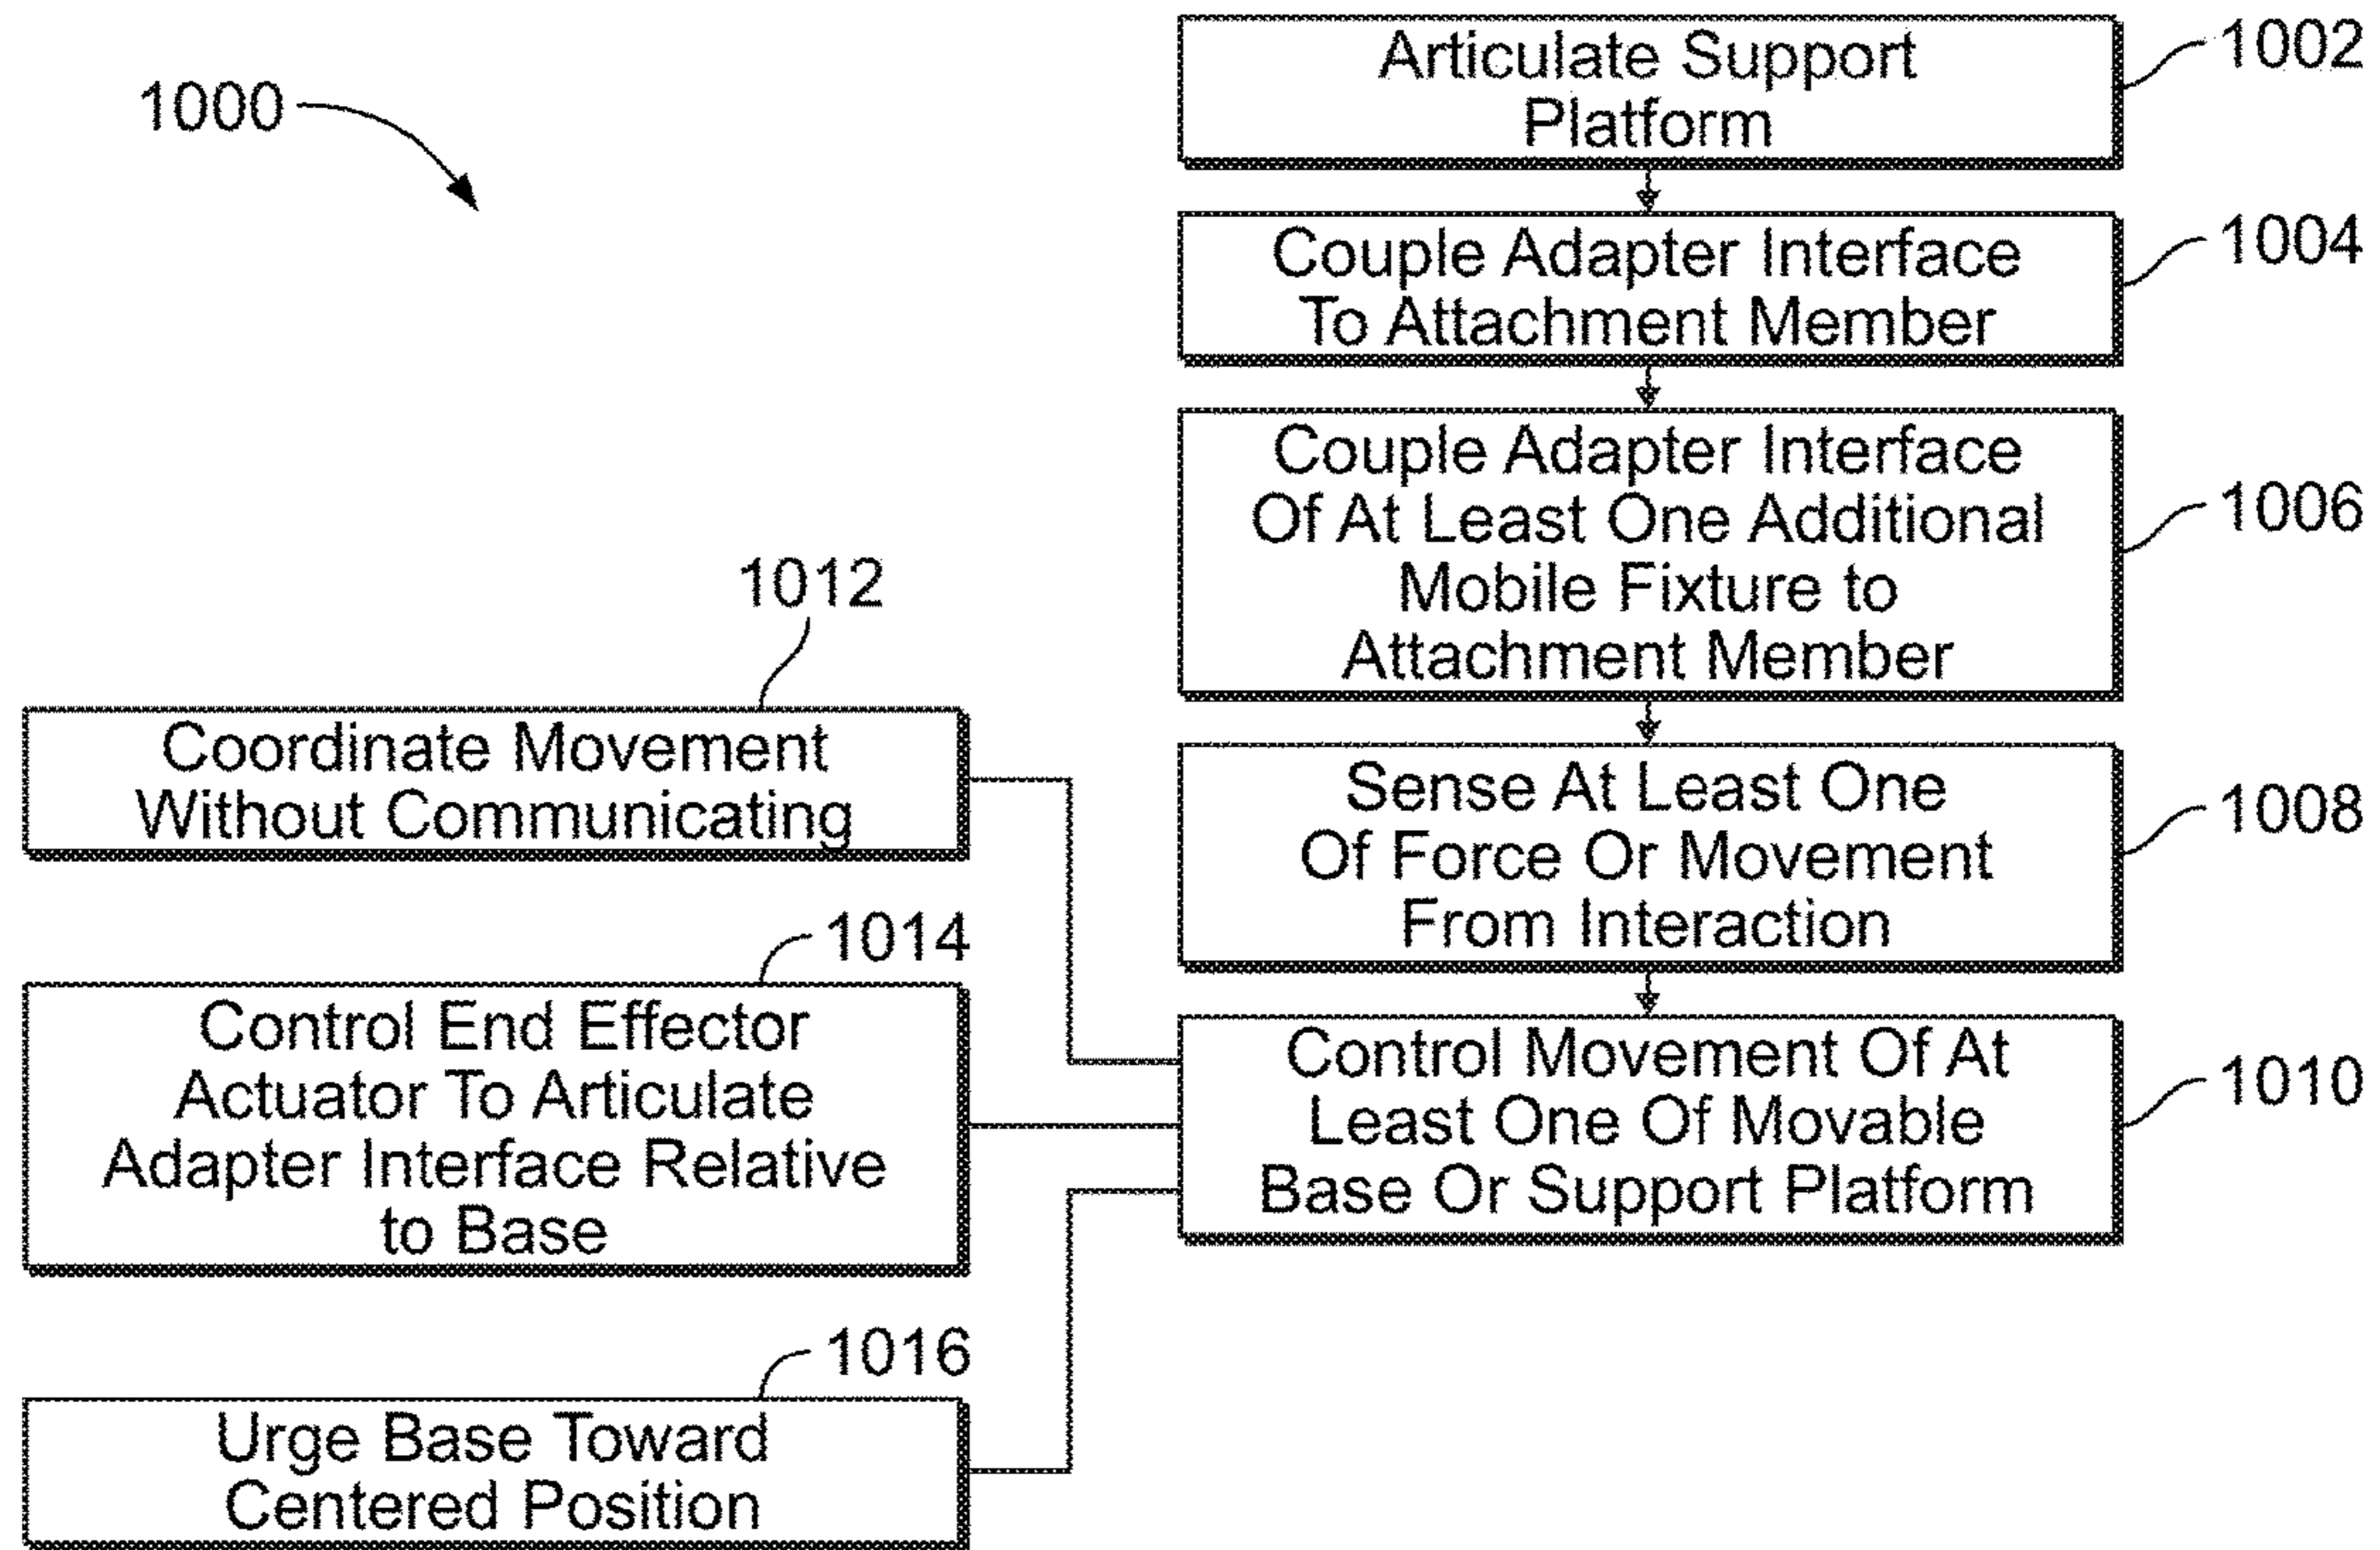 1000
Articulate Support
Platform
1002
Couple Adapter Interface
To Attachment Member
1004
Couple Adapter Interface
Of At Least One Additional
Mobile Fixture to
Attachment Member
1006
Sense At Least One
Of Force Or Movement
From Interaction
1008
Control Movement Of At
Least One Of Movable
Base Or Support Platform
1010
1012
Coordinate Movement
Without Communicating
1014
Control End Effector
Actuator To Articulate
Adapter Interface Relative
to Base
1016
Urge Base Toward
Centered Position